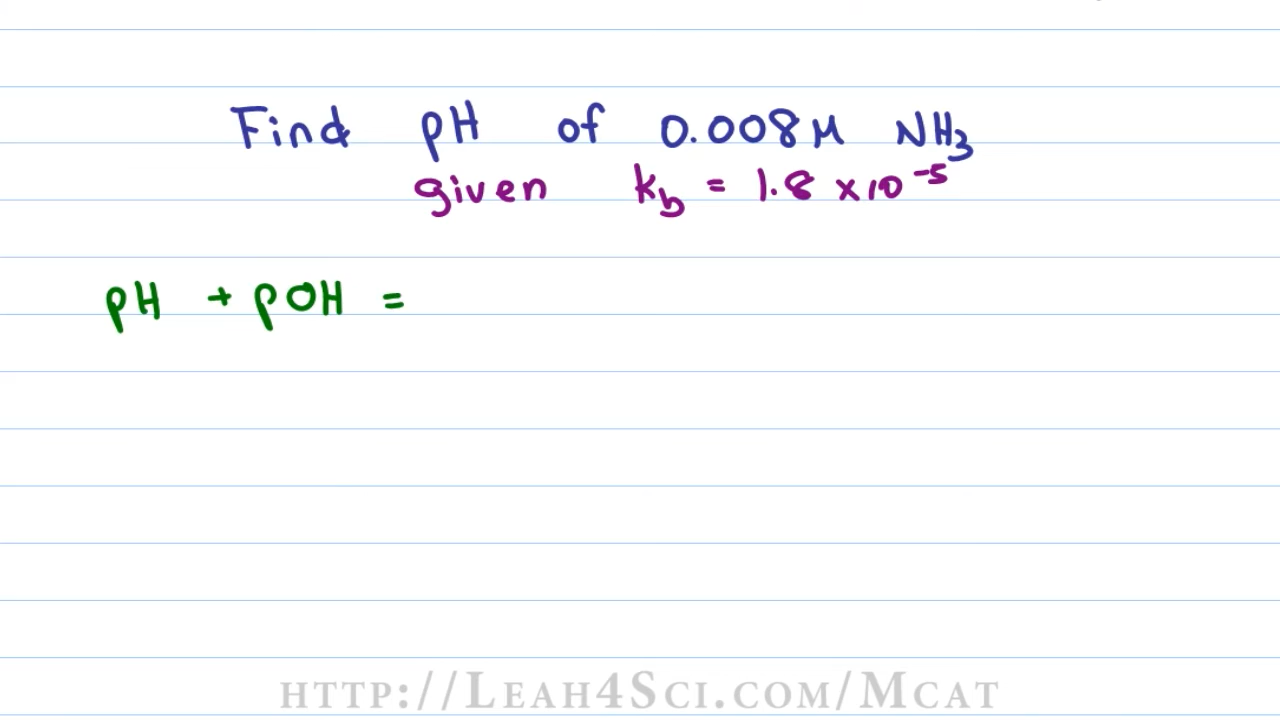 Find pH of 0.008M NH₃
given kb = 1.8 x10⁻⁵
pH + pOH =
HTTP://LEAH4SCI.COM/MCAT